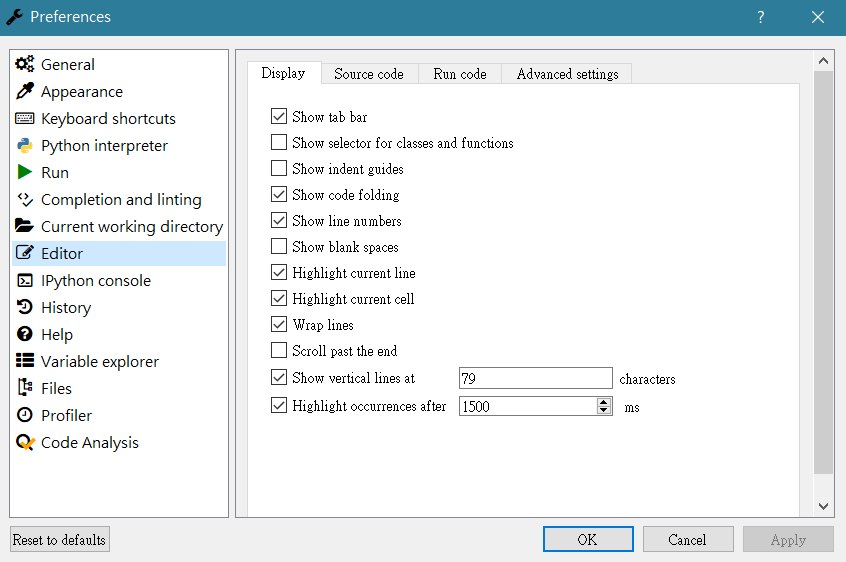 Preferences
?
General
Appearance
Keyboard shortcuts
Python interpreter
Run
Completion and linting
Current working directory
Editor
IPython console
History
Help
Variable explorer
Files
Profiler
Code Analysis
Display Source code Run code Advanced settings
Show tab bar
Show selector for classes and functions
Show indent guides
Show code folding
Show line numbers
Show blank spaces
Highlight current line
Highlight current cell
Wrap lines
Scroll past the end
Show vertical lines at 79 characters
Highlight occurrences after 1500 ms
Reset to defaults OK Cancel Apply